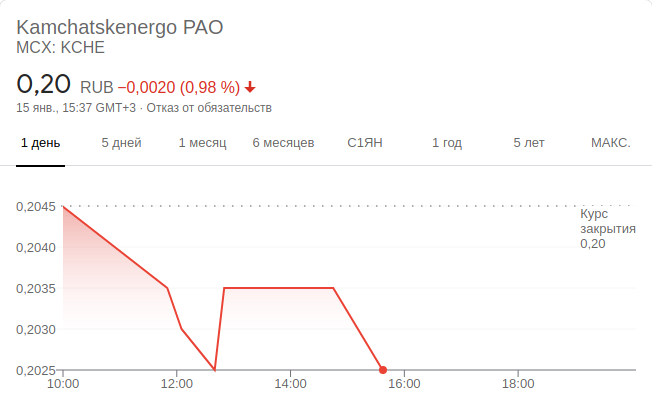 Kamchatskenergo PAO
MCX: KCHE
0,20 RUB −0,0020 (0,98 %)
15 янв., 15:37 GMT+3 · Отказ от обязательств
1 день 5 дней 1 месяц 6 месяцев С1ЯН 1 год 5 лет МАКС.
0,2045
Курс
закрытия
0,20
0,2040
0,2035
0,2030
0,2025
10:00 12:00 14:00 16:00 18:00